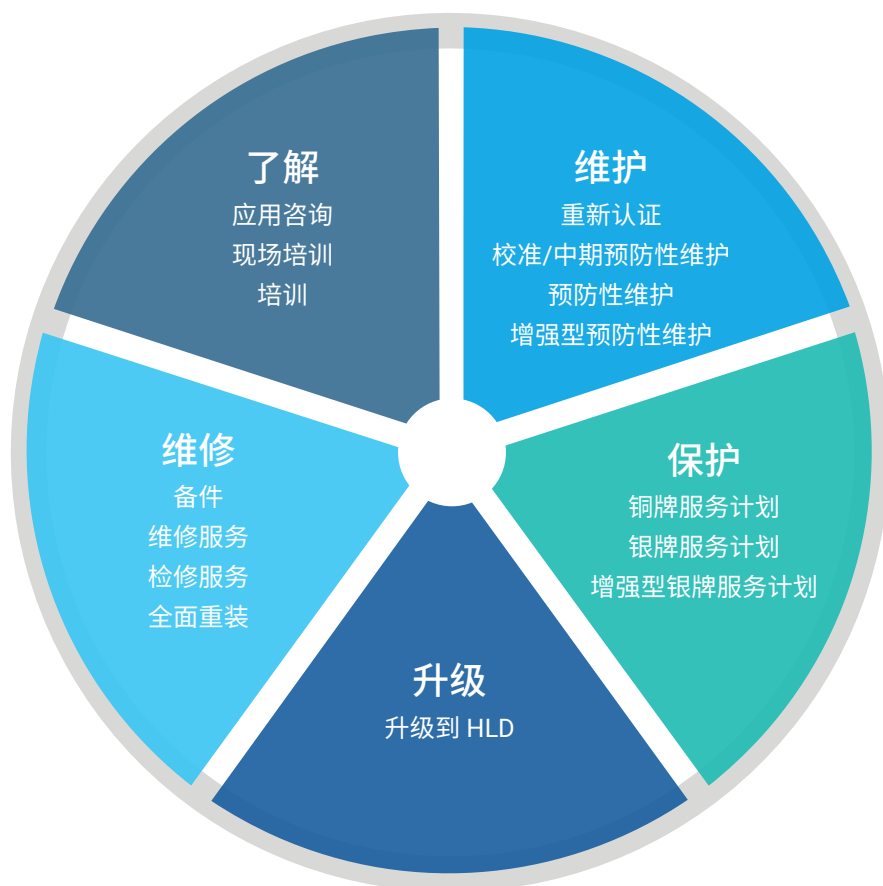 了解
应用咨询
现场培训
培训
维护
重新认证
校准/中期预防性维护
预防性维护
增强型预防性维护
保护
铜牌服务计划
银牌服务计划
增强型银牌服务计划
升级
升级到 HLD
维修
备件
维修服务
检修服务
全面重装